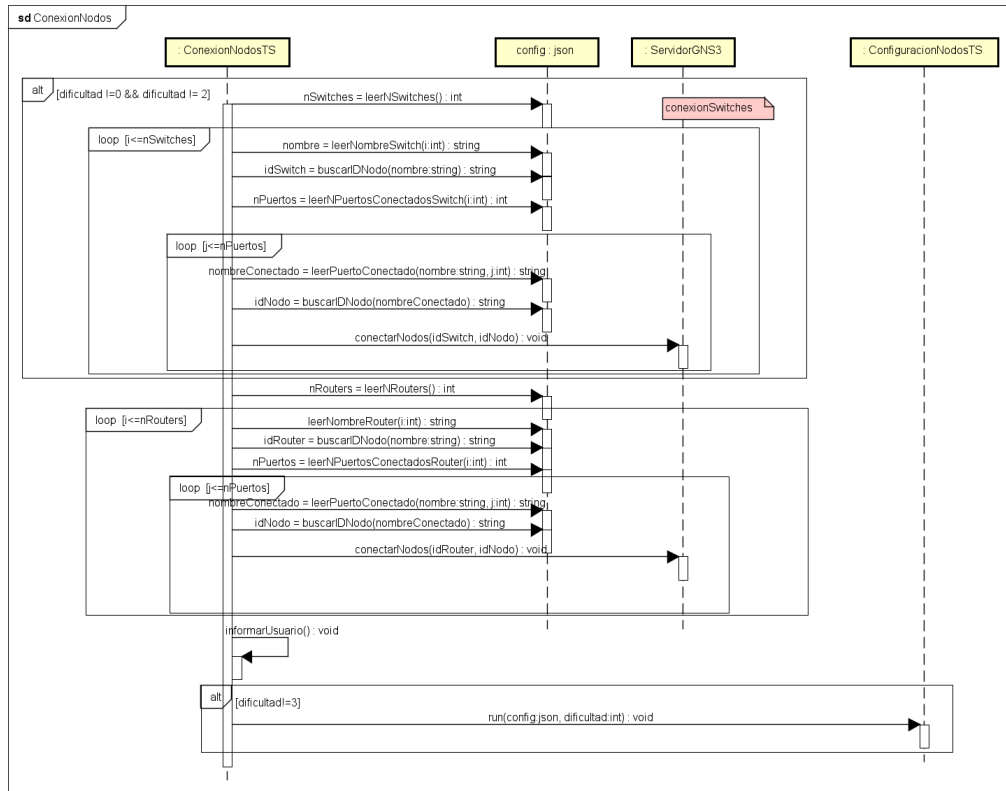 sd ConexionNodos
: ConexionNodosTS
config : json
: ServidorGNS3
: ConfiguracionNodosTS
alt
[dificultad !=0 && dificultad != 2]
nSwitches = leerNSwitches() : int
conexionSwitches
loop [i<=nSwitches]
nombre = leerNombreSwitch(i:int) : string
idSwitch = buscarIDNodo(nombre:string) : string
nPuertos = leerNPuertosConectadosSwitch(i:int) : int
loop [j<=nPuertos]
nombreConectado = leerPuertoConectado(nombre:string, j:int) : string
idNodo = buscarIDNodo(nombreConectado) : string
conectarNodos(idSwitch, idNodo) : void
nRouters = leerNRouters() : int
loop [i<=nRouters]
leerNombreRouter(i:int) : string
idRouter = buscarIDNodo(nombre:string) : string
nPuertos = leerNPuertosConectadosRouter(i:int) : int
loop [j<=nPuertos]
nombreConectado = leerPuertoConectado(nombre:string, j:int) : string
idNodo = buscarIDNodo(nombreConectado) : string
conectarNodos(idRouter, idNodo) : void
informarUsuario() : void
alt
[dificultad!=3]
run(config:json, dificultad:int) : void